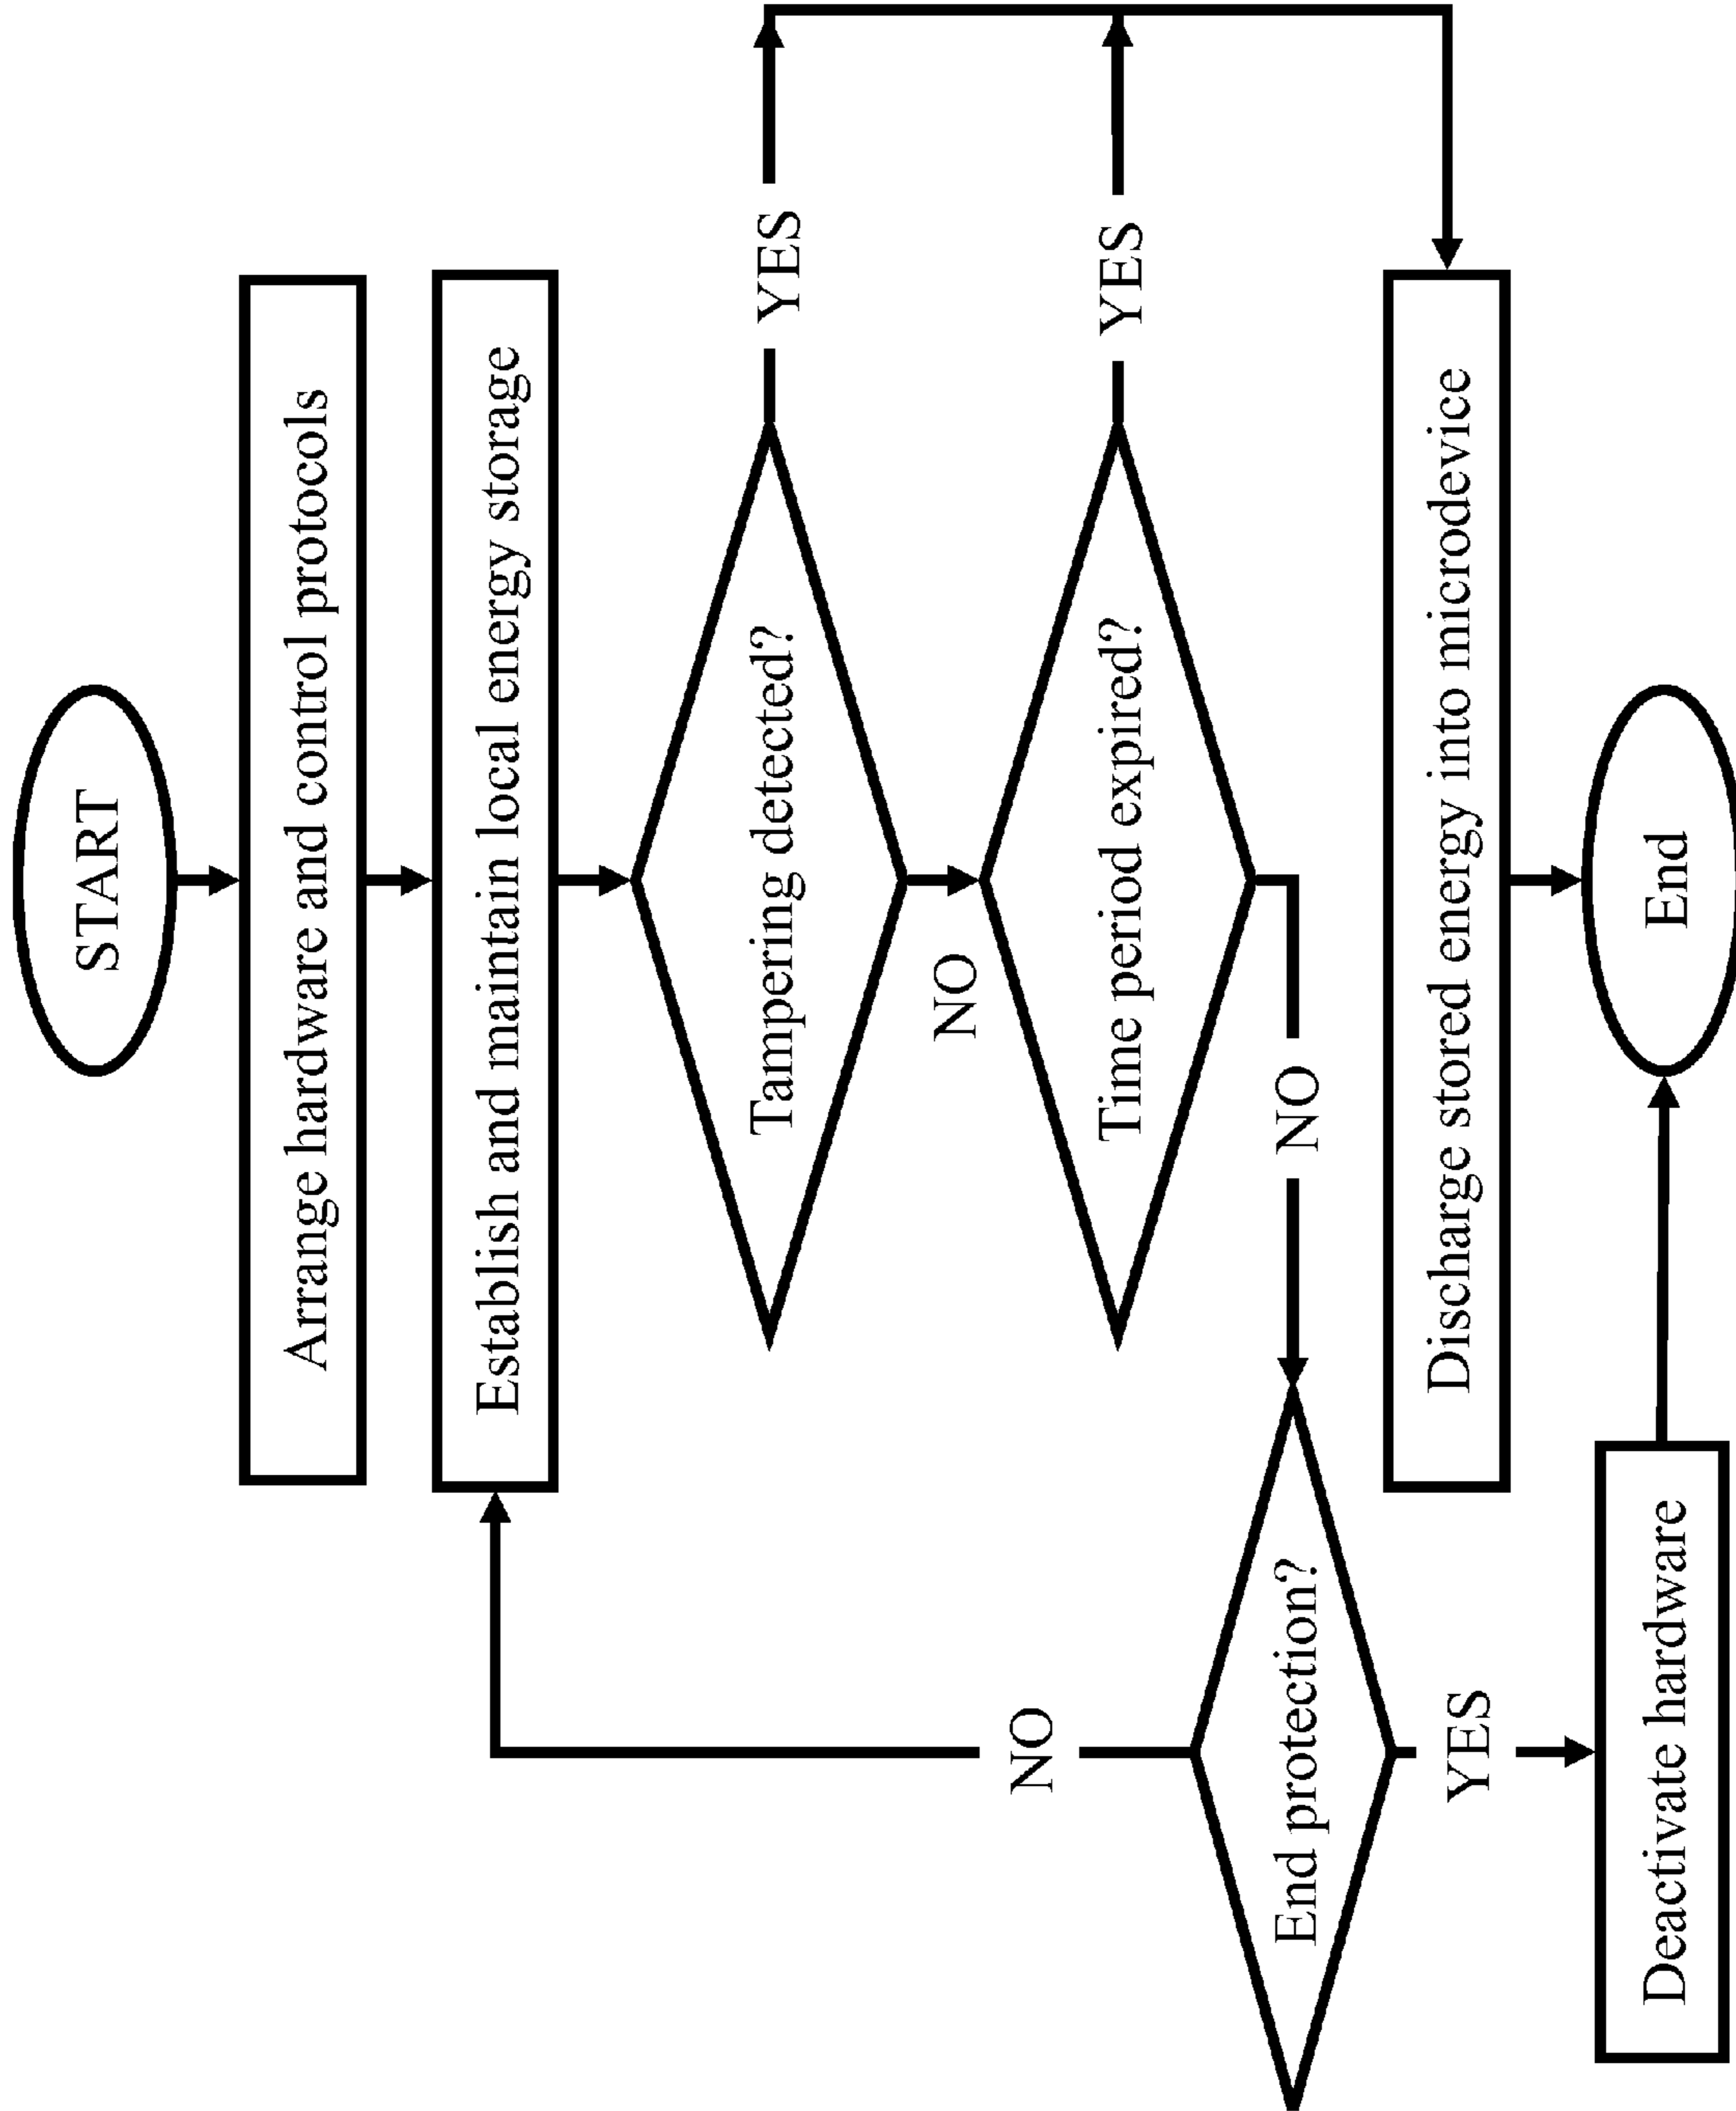 START
Arrange hardware and control protocols
Establish and maintain local energy storage
Tampering detected?
YES
NO
Time period expired?
YES
NO
End protection?
NO
YES
Discharge stored energy into microdevice
Deactivate hardware
End